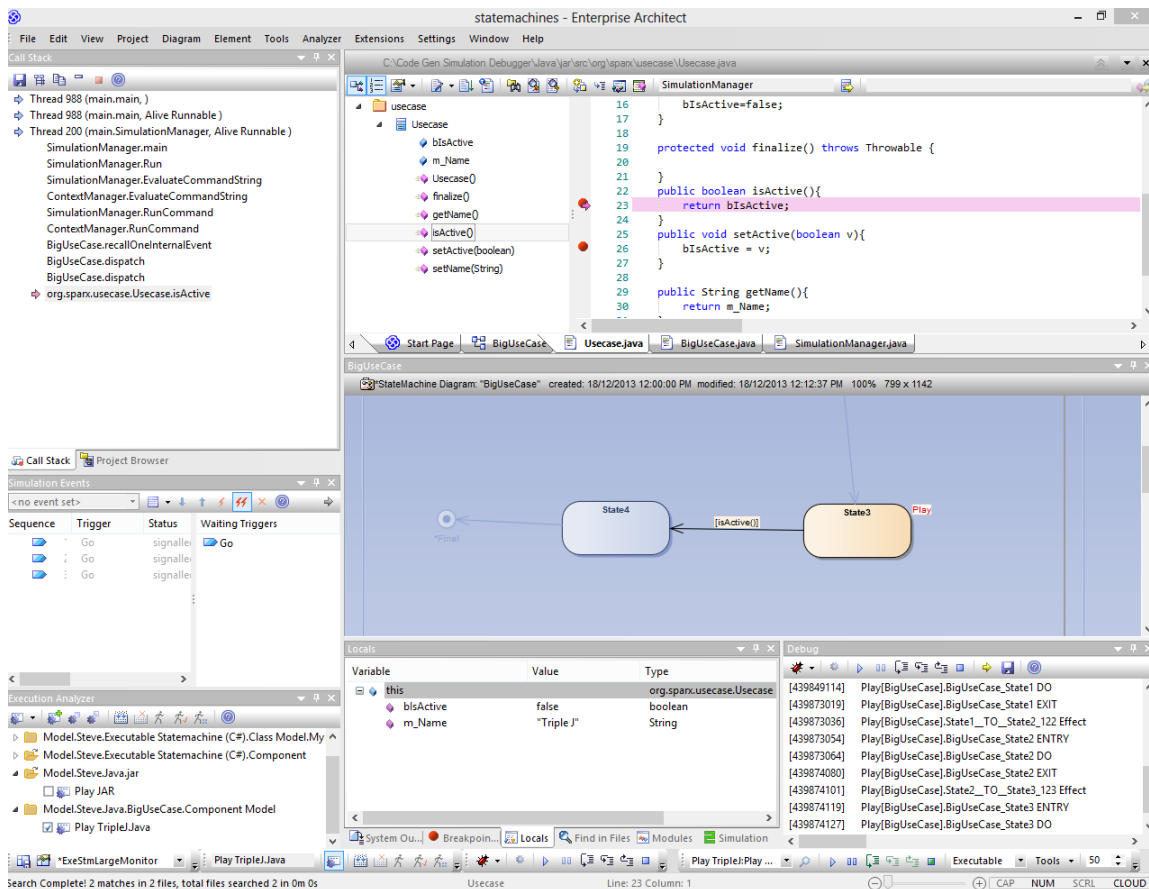 statemachines - Enterprise Architect
File Edit View Project Diagram Element Tools Analyzer Extensions Settings Window Help
Call Stack
Thread 988 (main.main, )
Thread 988 (main.main, Alive Runnable )
Thread 200 (main.SimulationManager, Alive Runnable )
SimulationManager.main
SimulationManager.Run
SimulationManager.EvaluateCommandString
ContextManager.EvaluateCommandString
SimulationManager.RunCommand
ContextManager.RunCommand
BigUseCase.recallOneInternalEvent
BigUseCase.dispatch
BigUseCase.dispatch
org.sparx.usecase.Usecase.isActive
Call Stack Project Browser
C:\Code Gen Simulation Debugger\Java\jar\src\org\sparx\usecase\Usecase.java
SimulationManager
usecase
Usecase
bIsActive
m_Name
Usecase()
finalize()
getName()
isActive()
setActive(boolean)
setName(String)
16 bIsActive=false;
17 }
18
19 protected void finalize() throws Throwable {
20
21 }
22 public boolean isActive(){
23 return bIsActive;
24 }
25 public void setActive(boolean v){
26 bIsActive = v;
27 }
28
29 public String getName(){
30 return m_Name;
Start Page BigUseCase Usecase.java BigUseCase.java SimulationManager.java
BigUseCase
*StateMachine Diagram: "BigUseCase" created: 18/12/2013 12:00:00 PM modified: 18/12/2013 12:12:37 PM 100% 799 x 1142
State4
[isActive()]
State3
Play
*Final
Simulation Events
<no event set>
Sequence Trigger Status Waiting Triggers
Go signalle Go
Go signalle
Go signalle
Execution Analyzer
Model.Steve.Executable Statemachine (C#).Class Model.My
Model.Steve.Executable Statemachine (C#).Component
Model.Steve.Java.jar
Play JAR
Model.Steve.Java.BigUseCase.Component Model
Play TripleJ.Java
Locals
Variable Value Type
this org.sparx.usecase.Usecase
bIsActive false boolean
m_Name "Triple J" String
System Ou... Breakpoin... Locals Find in Files Modules Simulation
Debug
[439849114] Play[BigUseCase].BigUseCase_State1 DO
[439873019] Play[BigUseCase].BigUseCase_State1 EXIT
[439873036] Play[BigUseCase].State1__TO__State2_122 Effect
[439873054] Play[BigUseCase].BigUseCase_State2 ENTRY
[439873064] Play[BigUseCase].BigUseCase_State2 DO
[439874080] Play[BigUseCase].BigUseCase_State2 EXIT
[439874101] Play[BigUseCase].State2__TO__State3_123 Effect
[439874119] Play[BigUseCase].BigUseCase_State3 ENTRY
[439874127] Play[BigUseCase].BigUseCase_State3 DO
*ExeStmLargeMonitor Play TripleJ.Java Play TripleJ:Play ... Executable Tools 50
Search Complete! 2 matches in 2 files, total files searched 2 in 0m 0s Usecase Line: 23 Column: 1 CAP NUM SCRL CLOUD